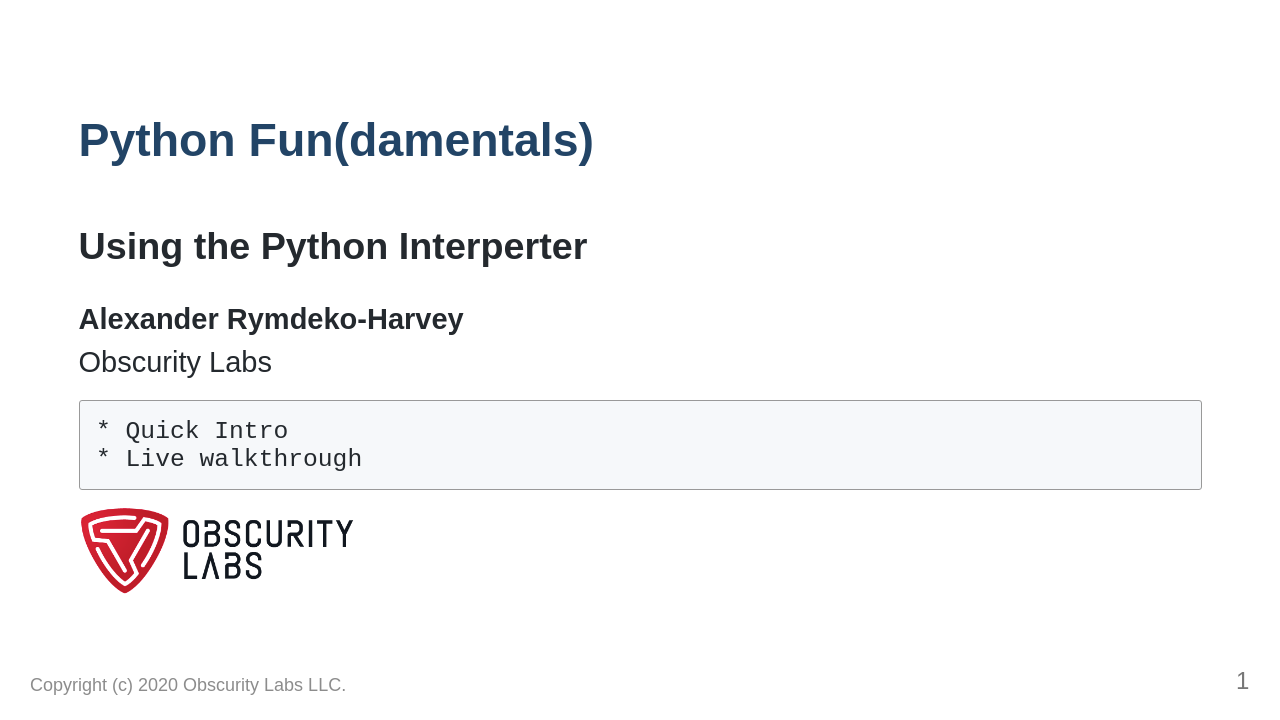 Python Fun(damentals)
Using the Python Interperter
Alexander Rymdeko-Harvey
Obscurity Labs
* Quick Intro
* Live walkthrough
OBSCURITY
LABS
Copyright (c) 2020 Obscurity Labs LLC.
1